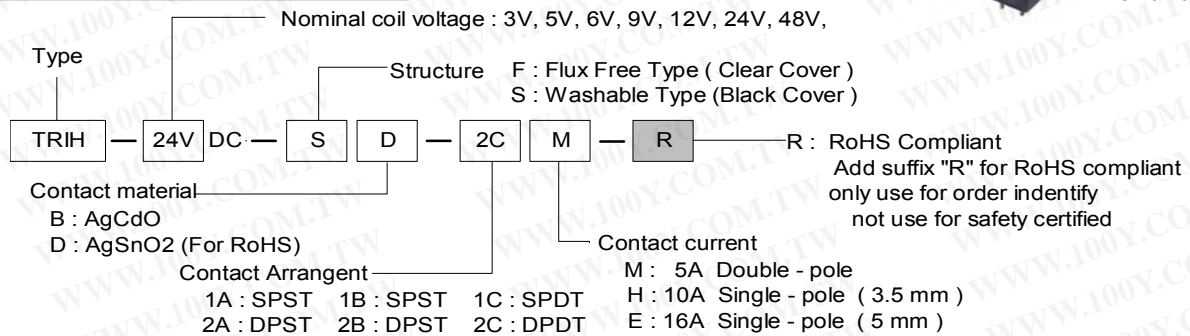 Nominal coil voltage : 3V, 5V, 6V, 9V, 12V, 24V, 48V,
Type
Structure F : Flux Free Type ( Clear Cover )
S : Washable Type (Black Cover )
TRIH — 24V DC — S D — 2C M — R R : RoHS Compliant
Add suffix "R" for RoHS compliant
only use for order indentify
not use for safety certified
Contact material
B : AgCdO
D : AgSnO2 (For RoHS)
Contact Arrangent
1A : SPST 1B : SPST 1C : SPDT
2A : DPST 2B : DPST 2C : DPDT
Contact current
M : 5A Double - pole
H : 10A Single - pole ( 3.5 mm )
E : 16A Single - pole ( 5 mm )
WWW.100Y.COM.TW